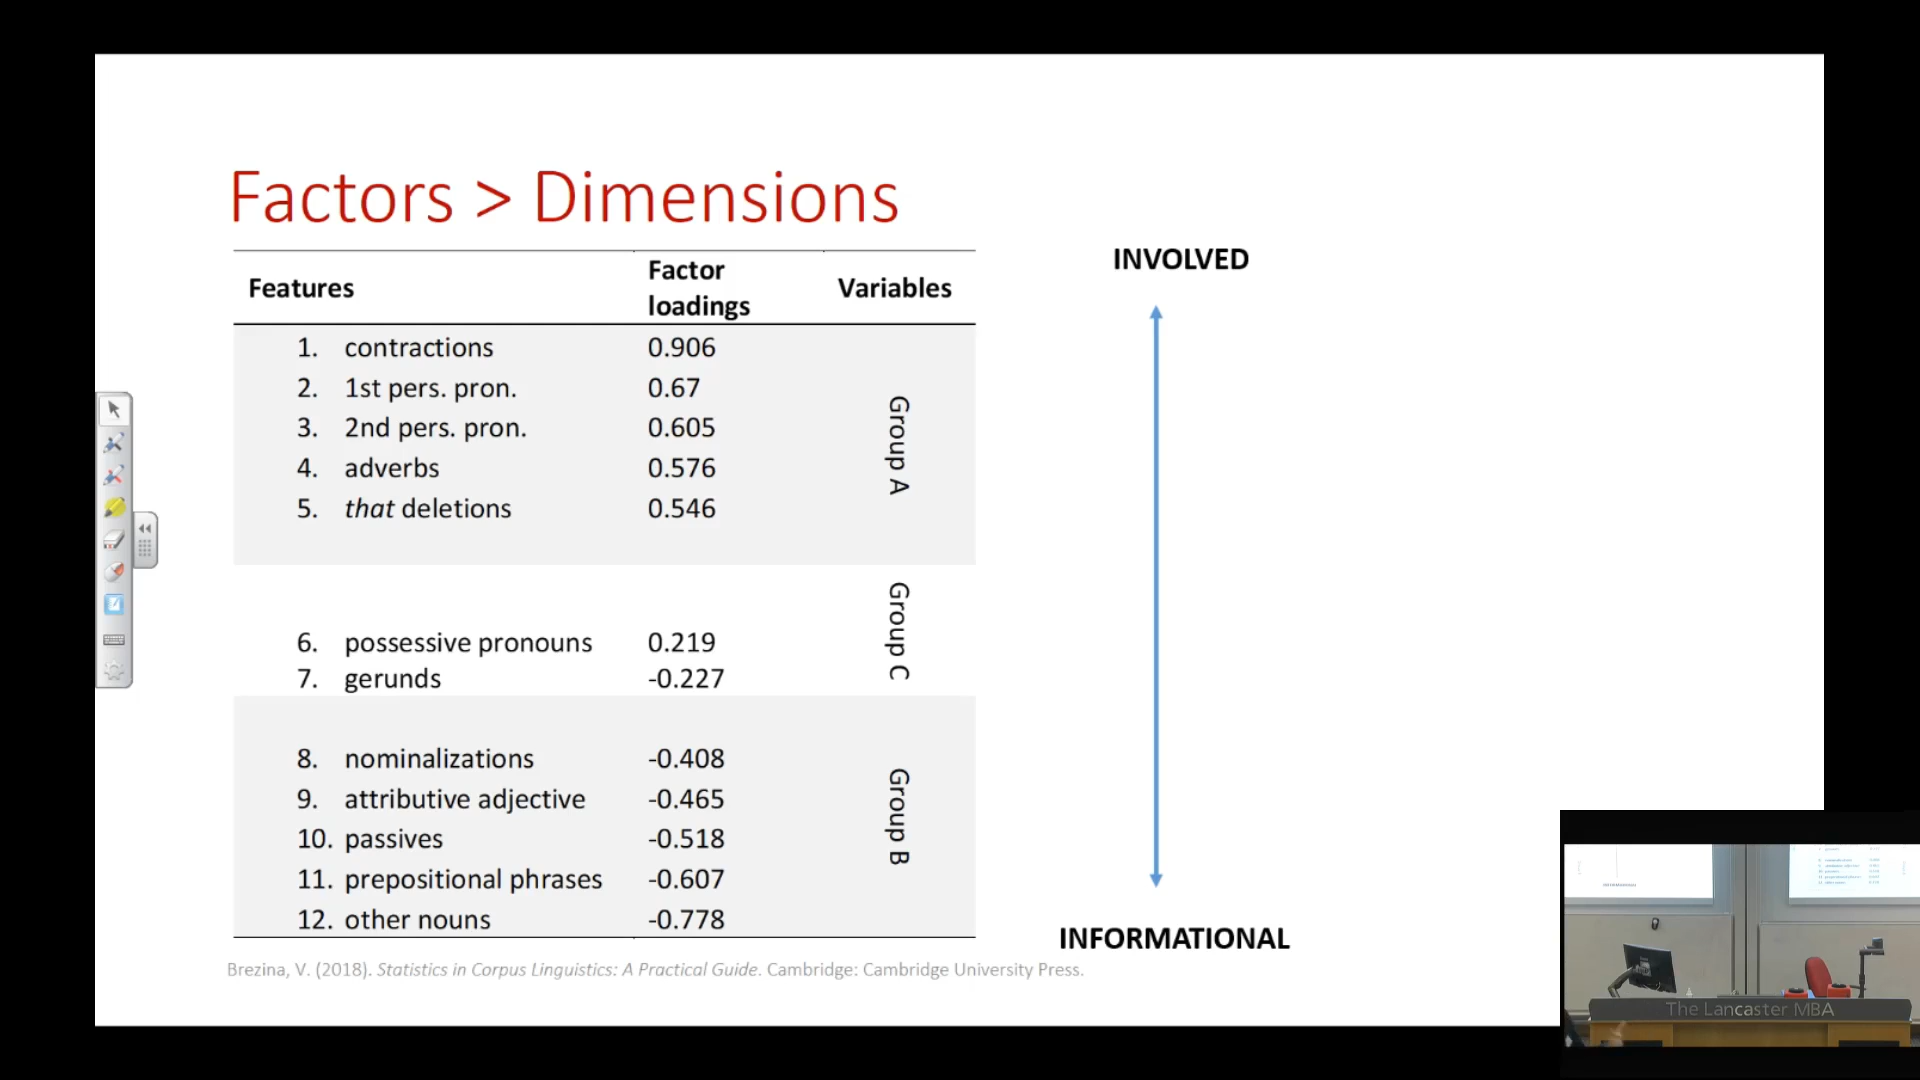 Factors > Dimensions
Features Factor loadings Variables
1. contractions 0.906
2. 1st pers. pron. 0.67
3. 2nd pers. pron. 0.605
4. adverbs 0.576
5. that deletions 0.546
Group A
6. possessive pronouns 0.219
7. gerunds -0.227
Group C
8. nominalizations -0.408
9. attributive adjective -0.465
10. passives -0.518
11. prepositional phrases -0.607
12. other nouns -0.778
Group B
Brezina, V. (2018). Statistics in Corpus Linguistics: A Practical Guide. Cambridge: Cambridge University Press.
INVOLVED
INFORMATIONAL
The Lancaster MBA